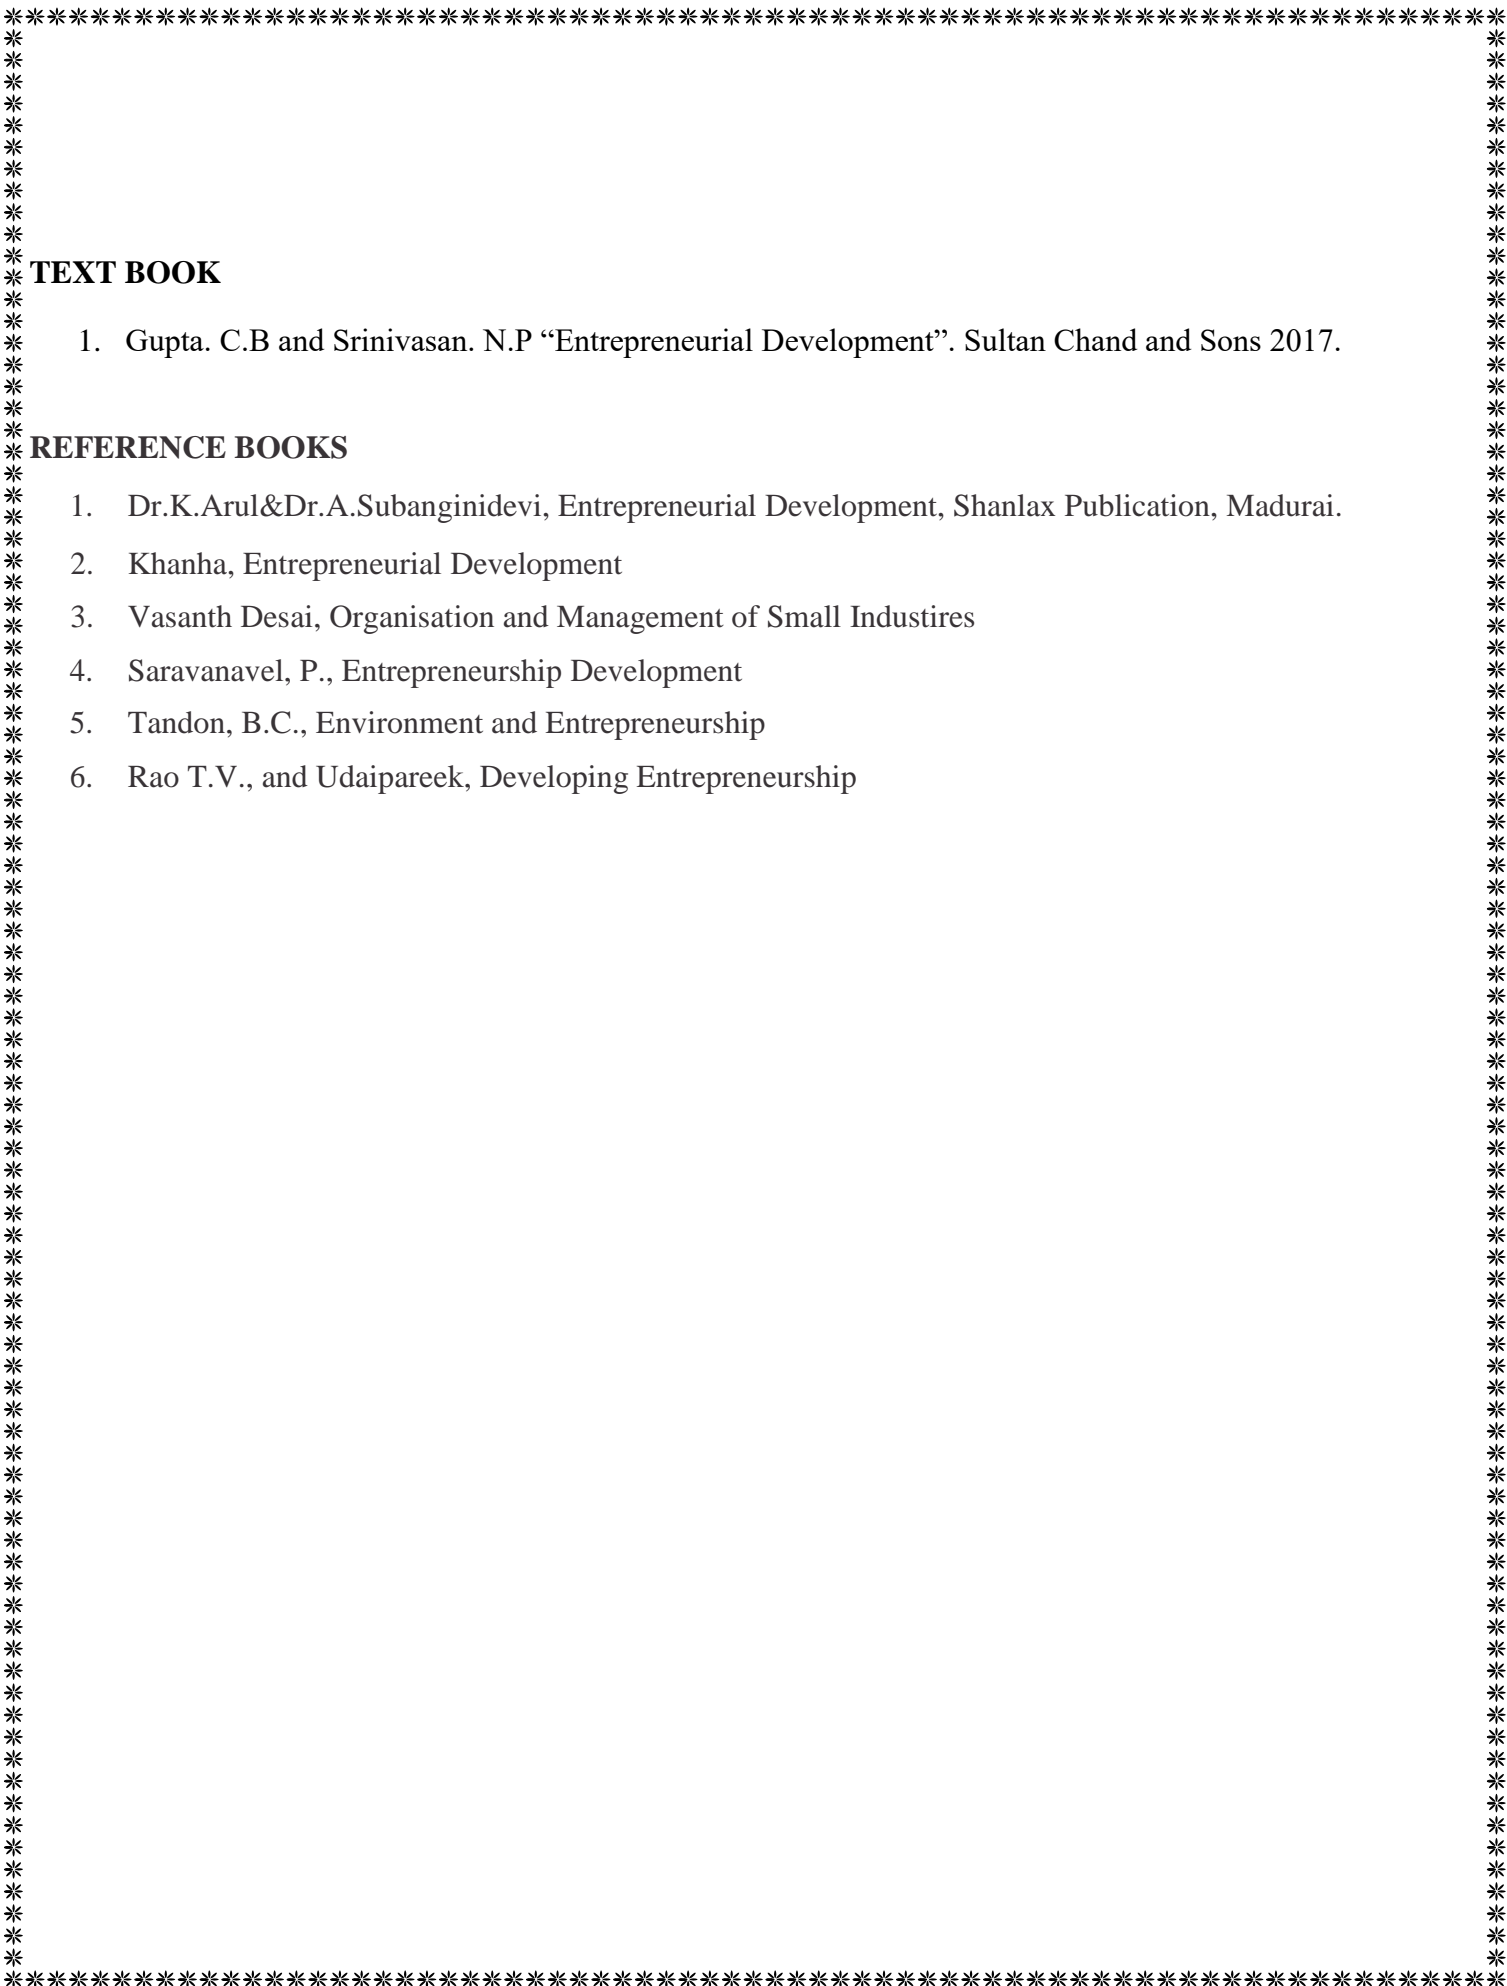 TEXT BOOK
1. Gupta. C.B and Srinivasan. N.P “Entrepreneurial Development”. Sultan Chand and Sons 2017.
REFERENCE BOOKS
1. Dr.K.Arul&Dr.A.Subanginidevi, Entrepreneurial Development, Shanlax Publication, Madurai.
2. Khanha, Entrepreneurial Development
3. Vasanth Desai, Organisation and Management of Small Industires
4. Saravanavel, P., Entrepreneurship Development
5. Tandon, B.C., Environment and Entrepreneurship
6. Rao T.V., and Udaipareek, Developing Entrepreneurship